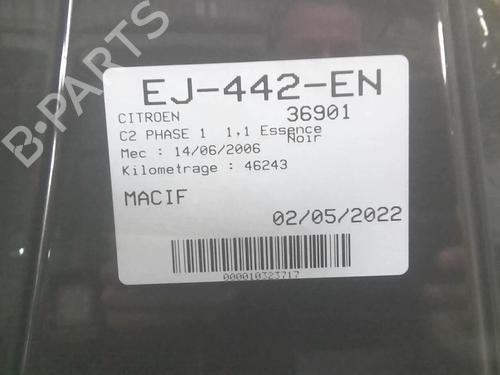 B-PARTS
EJ-442-EN
CITROEN 36901
C2 PHASE 1 1,1 Essence
Noir
Mec : 14/06/2006
Kilometrage : 46243
MACIF
02/05/2022
000010323717